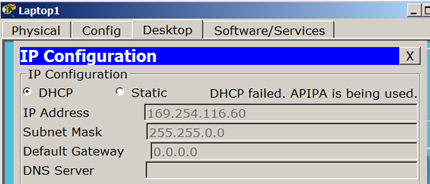 Laptop1
Physical Config Desktop Software/Services
IP Configuration X
IP Configuration
DHCP Static DHCP failed. APIPA is being used.
IP Address 169.254.116.60
Subnet Mask 255.255.0.0
Default Gateway 0.0.0.0
DNS Server